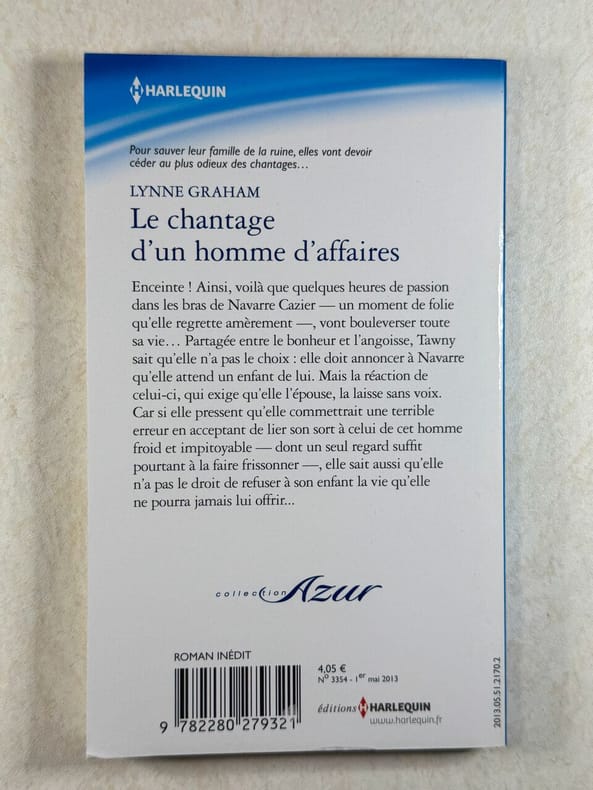 HARLEQUIN
Pour sauver leur famille de la ruine, elles vont devoir
céder au plus odieux des chantages…
LYNNE GRAHAM
Le chantage
d'un homme d'affaires
Enceinte ! Ainsi, voilà que quelques heures de passion
dans les bras de Navarre Cazier — un moment de folie
qu'elle regrette amèrement —, vont bouleverser toute
sa vie… Partagée entre le bonheur et l'angoisse, Tawny
sait qu'elle n'a pas le choix : elle doit annoncer à Navarre
qu'elle attend un enfant de lui. Mais la réaction de
celui-ci, qui exige qu'elle l'épouse, la laisse sans voix.
Car si elle pressent qu'elle commettrait une terrible
erreur en acceptant de lier son sort à celui de cet homme
froid et impitoyable — dont un seul regard suffit
pourtant à la faire frissonner —, elle sait aussi qu'elle
n'a pas le droit de refuser à son enfant la vie qu'elle
ne pourra jamais lui offrir...
collection Azur
ROMAN INÉDIT
9 782280 279321
4,05 €
N° 3354 - 1er mai 2013
éditions HARLEQUIN
www.harlequin.fr
2013.05.51.2170.2